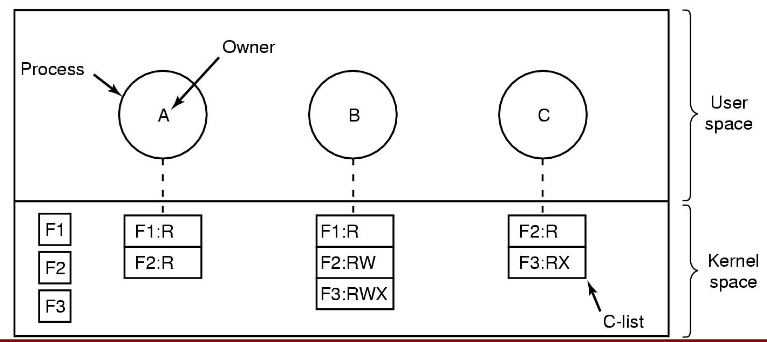 Owner
Process
A
B
C
User
space
F1
F2
F3
F1:R
F2:R
F1:R
F2:RW
F3:RWX
F2:R
F3:RX
C-list
Kernel
space